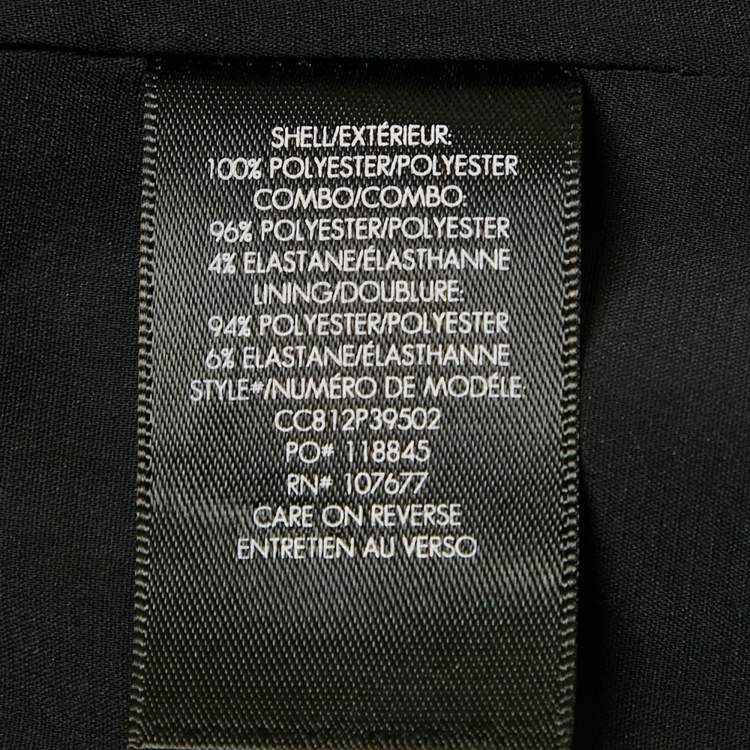 SHELL/EXTÉRIEUR:
100% POLYESTER/POLYESTER
COMBO/COMBO:
96% POLYESTER/POLYESTER
4% ELASTANE/ÉLASTHANNE
LINING/DOUBLURE:
94% POLYESTER/POLYESTER
6% ELASTANE/ÉLASTHANNE
STYLE#/NUMÉRO DE MODÉLE
CC812P39502
PO# 118845
RN# 107677
CARE ON REVERSE
ENTRETIEN AU VERSO